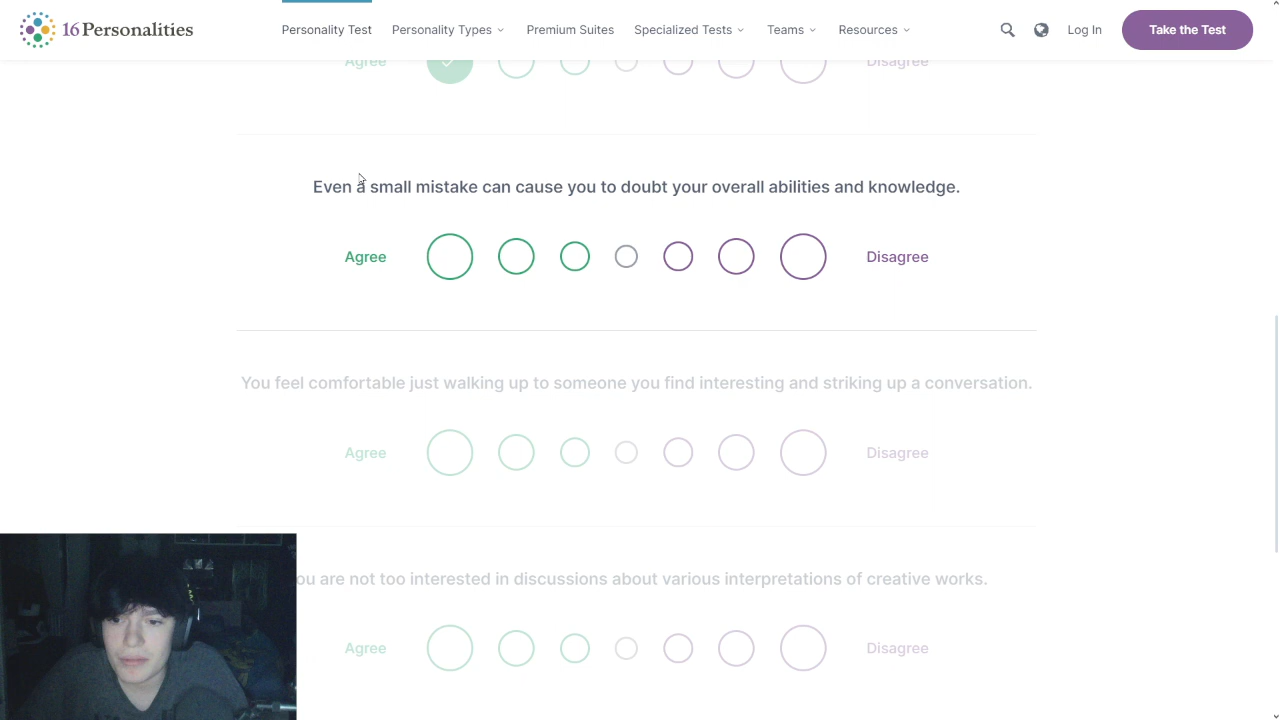 16Personalities
Personality Test
Personality Types
Premium Suites
Specialized Tests
Teams
Resources
Log In
Take the Test
Agree
Disagree
Even a small mistake can cause you to doubt your overall abilities and knowledge.
Agree
Disagree
You feel comfortable just walking up to someone you find interesting and striking up a conversation.
Agree
Disagree
ou are not too interested in discussions about various interpretations of creative works.
Agree
Disagree